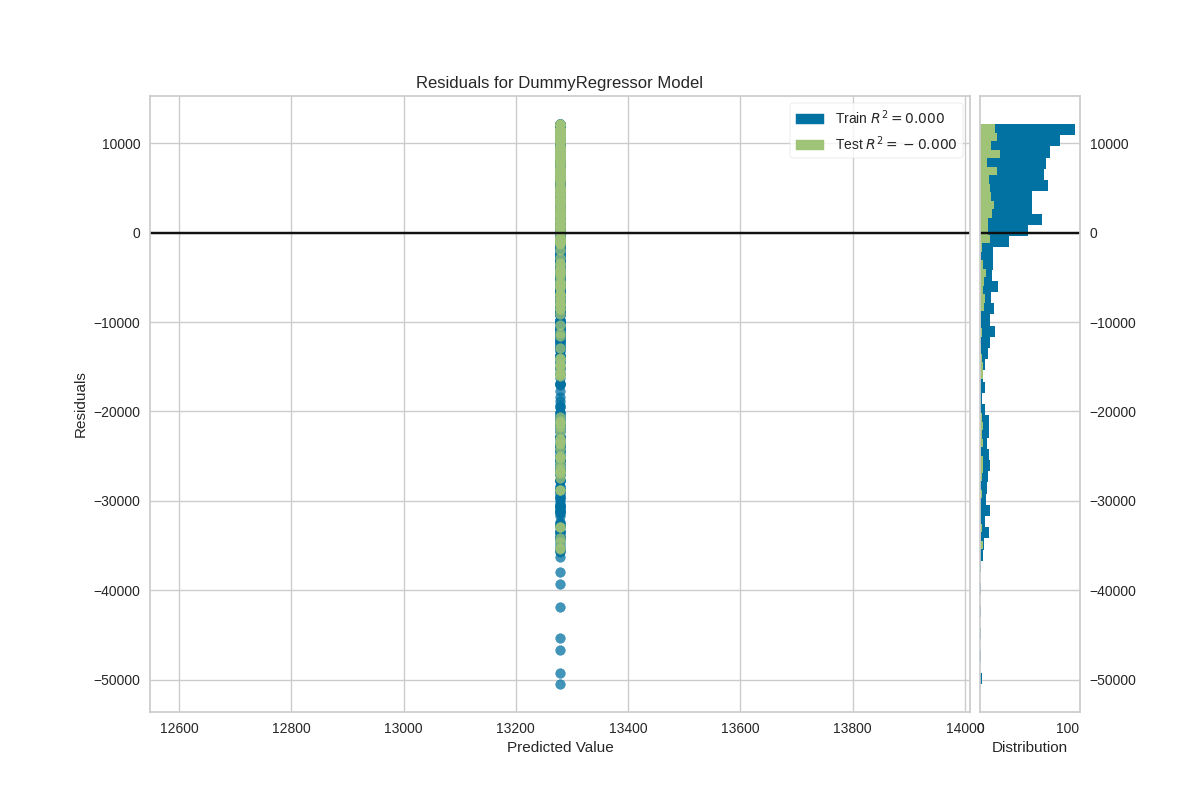 Residuals for DummyRegressor Model
Train R² = 0.000
Test R² = −0.000
Residuals
10000
0
−10000
−20000
−30000
−40000
−50000
10000
0
−10000
−20000
−30000
−40000
−50000
12600 12800 13000 13200 13400 13600 13800 14000
0 100
Predicted Value
Distribution